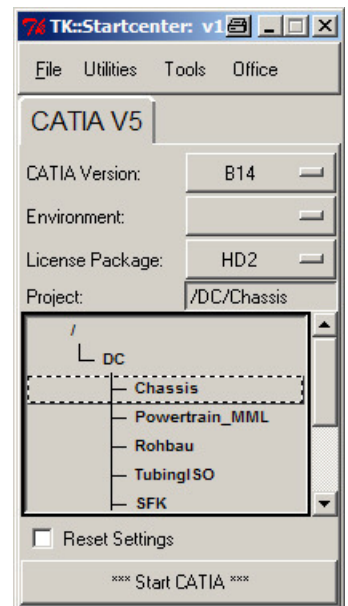 TK::Startcenter: v1
File Utilities Tools Office
CATIA V5
CATIA Version: B14
Environment:
License Package: HD2
Project: /DC/Chassis
/
DC
Chassis
Powertrain_MML
Rohbau
TubingISO
SFK
Reset Settings
*** Start CATIA ***